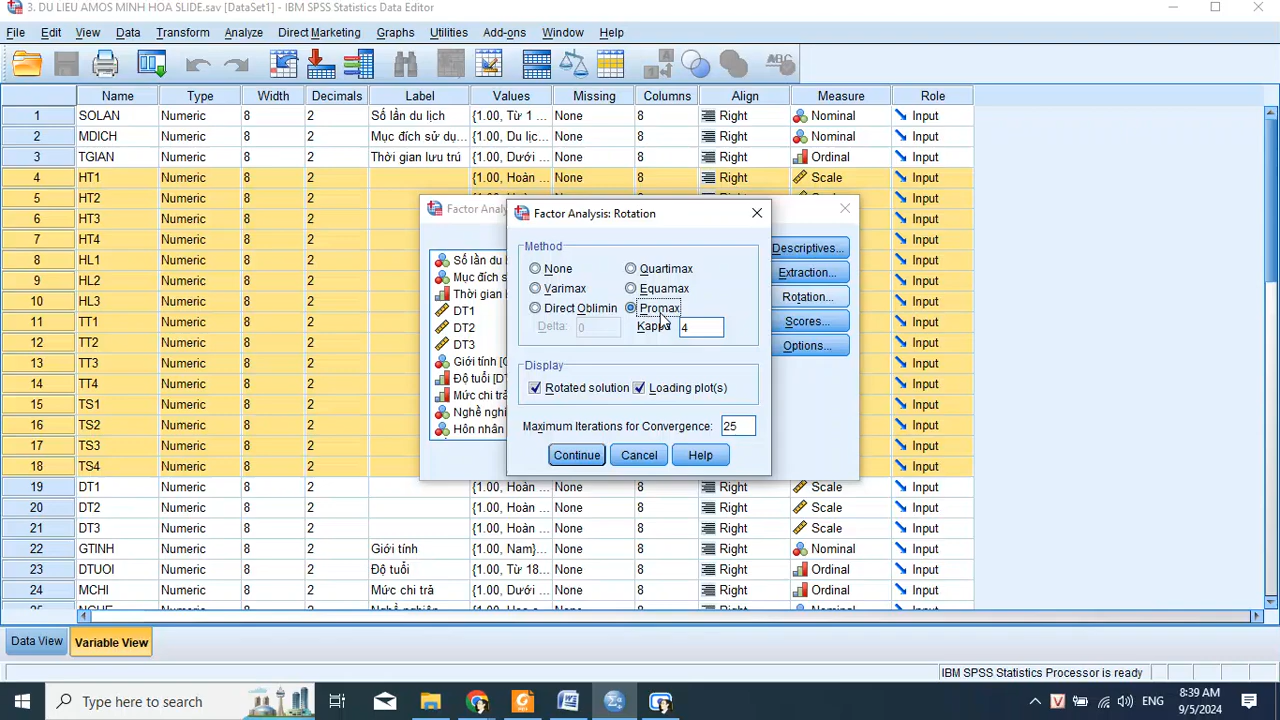 3. DU LIEU AMOS MINH HOA SLIDE.sav [DataSet1] - IBM SPSS Statistics Data Editor
File Edit View Data Transform Analyze Direct Marketing Graphs Utilities Add-ons Window Help
Name Type Width Decimals Label Values Missing Columns Align Measure Role
1 SOLAN Numeric 8 2 Số lần du lịch {1.00, Từ 1 ... None 8 Right Nominal Input
2 MDICH Numeric 8 2 Mục đích sử dụ... {1.00, Du lịc... None 8 Right Nominal Input
3 TGIAN Numeric 8 2 Thời gian lưu trú {1.00, Dưới ... None 8 Right Ordinal Input
4 HT1 Numeric 8 2 {1.00, Hoàn ... None 8 Right Scale Input
5 HT2 Numeric 8 2 Input
6 HT3 Numeric 8 2 Input
7 HT4 Numeric 8 2 Input
8 HL1 Numeric 8 2 Input
9 HL2 Numeric 8 2 Input
10 HL3 Numeric 8 2 Input
11 TT1 Numeric 8 2 Input
12 TT2 Numeric 8 2 Input
13 TT3 Numeric 8 2 Input
14 TT4 Numeric 8 2 Input
15 TS1 Numeric 8 2 Input
16 TS2 Numeric 8 2 Input
17 TS3 Numeric 8 2 Input
18 TS4 Numeric 8 2 Input
19 DT1 Numeric 8 2 {1.00, Hoàn ... None 8 Right Scale Input
20 DT2 Numeric 8 2 {1.00, Hoàn ... None 8 Right Scale Input
21 DT3 Numeric 8 2 {1.00, Hoàn ... None 8 Right Scale Input
22 GTINH Numeric 8 2 Giới tính {1.00, Nam}... None 8 Right Nominal Input
23 DTUOI Numeric 8 2 Độ tuổi {1.00, Từ 18... None 8 Right Ordinal Input
24 MCHI Numeric 8 2 Mức chi trả {1.00, Dưới ... None 8 Right Ordinal Input
Factor Analy
Số lần du l
Mục đích s
Thời gian
DT1
DT2
DT3
Giới tính [G
Độ tuổi [D
Mức chi trả
Nghề nghi
Hôn nhân
Descriptives...
Extraction...
Rotation...
Scores...
Options...
Factor Analysis: Rotation
Method
None Quartimax
Varimax Equamax
Direct Oblimin Promax
Delta: 0 Kappa 4
Display
Rotated solution Loading plot(s)
Maximum Iterations for Convergence: 25
Continue Cancel Help
Data View Variable View
IBM SPSS Statistics Processor is ready
Type here to search
ENG
8:39 AM
9/5/2024